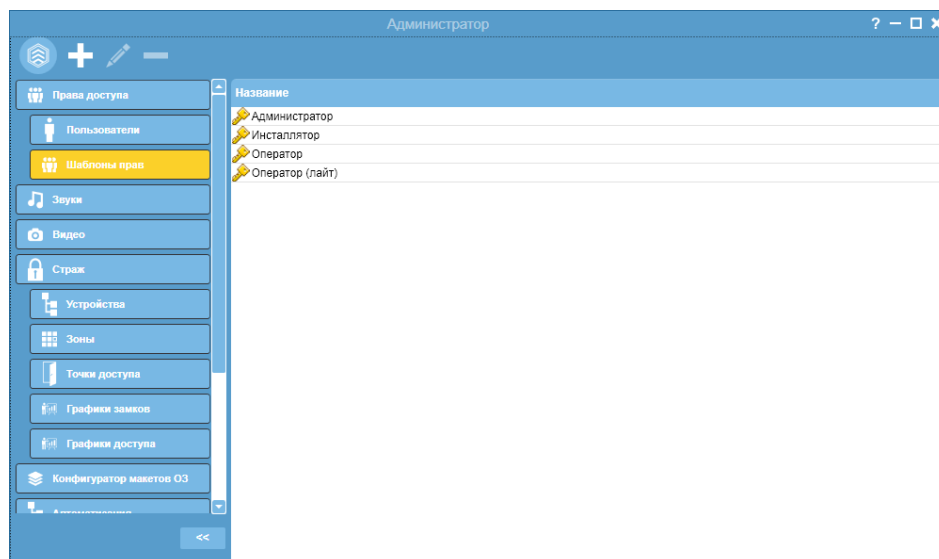 Администратор
Права доступа
Пользователи
Шаблоны прав
Звуки
Видео
Страж
Устройства
Зоны
Точки доступа
Графики замков
Графики доступа
Конфигуратор макетов ОЗ
Автоматизация
<<
Название
Администратор
Инсталлятор
Оператор
Оператор (лайт)